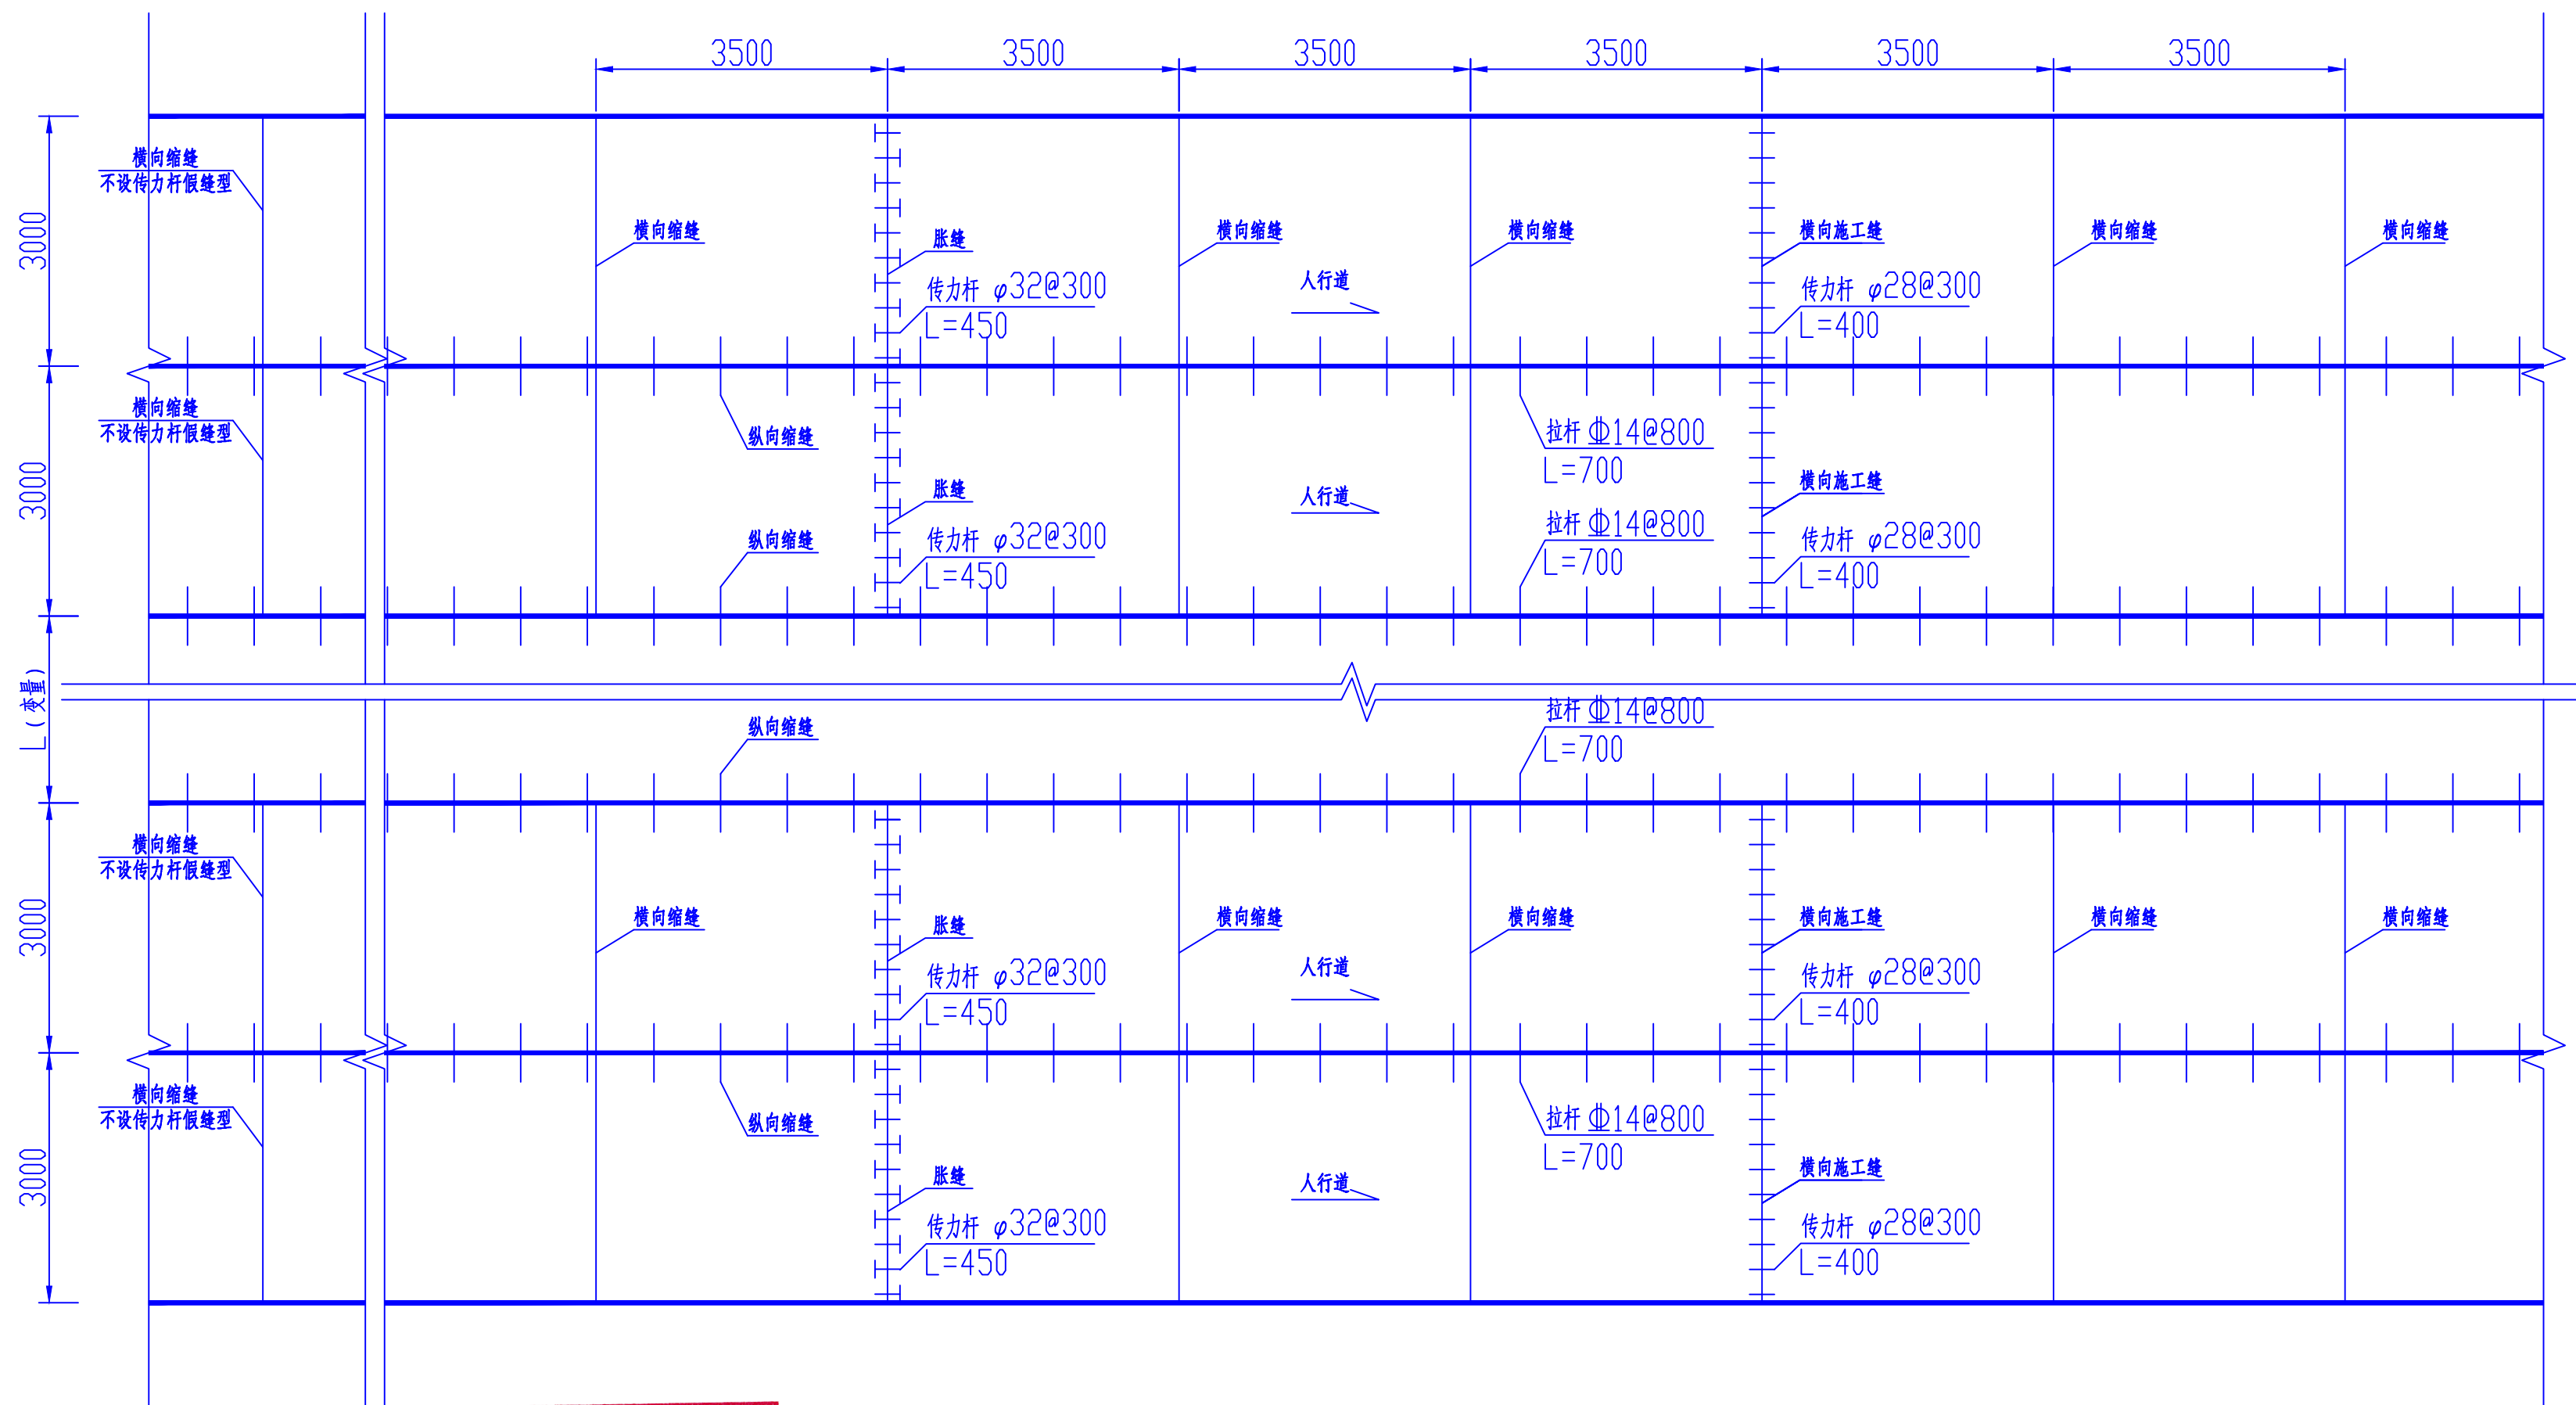 3500 3500 3500 3500 3500 3500
横向缩缝
不设传力杆假缝型
3000
横向缩缝
胀缝
传力杆 φ32@300
L=450
横向缩缝
人行道
横向缩缝
横向施工缝
传力杆 φ28@300
L=400
横向缩缝
横向缩缝
横向缩缝
不设传力杆假缝型
3000
纵向缩缝
拉杆 Φ14@800
L=700
胀缝
人行道
横向施工缝
纵向缩缝
传力杆 φ32@300
L=450
拉杆 Φ14@800
L=700
传力杆 φ28@300
L=400
L(变量)
纵向缩缝
拉杆 Φ14@800
L=700
横向缩缝
不设传力杆假缝型
3000
横向缩缝
胀缝
传力杆 φ32@300
L=450
横向缩缝
人行道
横向缩缝
横向施工缝
传力杆 φ28@300
L=400
横向缩缝
横向缩缝
横向缩缝
不设传力杆假缝型
3000
纵向缩缝
拉杆 Φ14@800
L=700
胀缝
人行道
横向施工缝
传力杆 φ32@300
L=450
传力杆 φ28@300
L=400